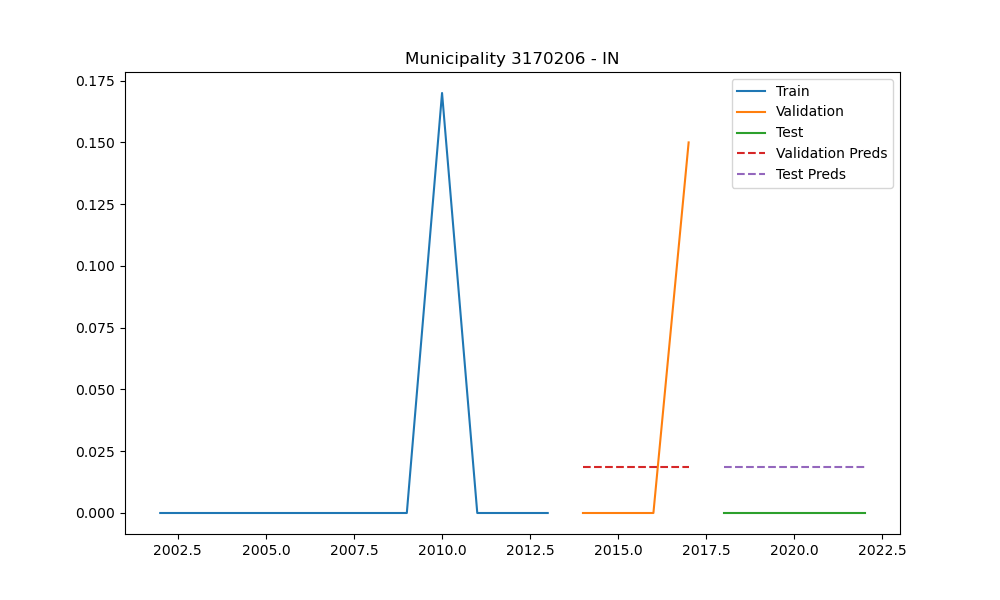 Municipality 3170206 - IN
0.175
0.150
0.125
0.100
0.075
0.050
0.025
0.000
Train
Validation
Test
Validation Preds
Test Preds
2002.5 2005.0 2007.5 2010.0 2012.5 2015.0 2017.5 2020.0 2022.5